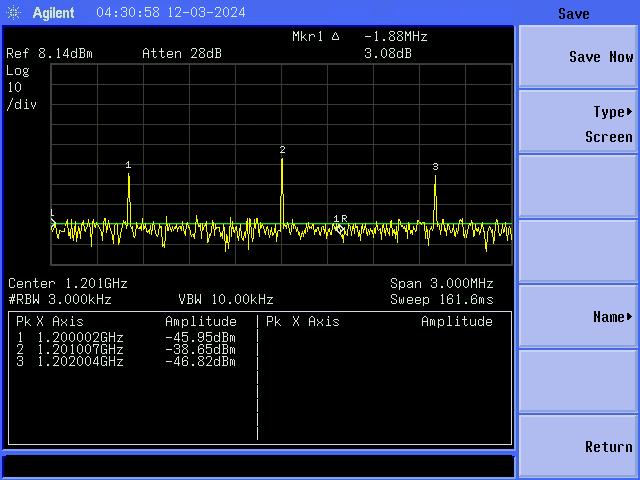 Agilent 04:30:58 12-03-2024 Save
Mkr1 Δ -1.88MHz
Ref 8.14dBm Atten 28dB 3.08dB
Log
10
/div
1
2
3
1
1R
Center 1.201GHz Span 3.000MHz
#RBW 3.000kHz VBW 10.00kHz Sweep 161.6ms
Pk X Axis Amplitude Pk X Axis Amplitude
1 1.200002GHz -45.95dBm
2 1.201007GHz -38.65dBm
3 1.202004GHz -46.82dBm
Save Now
Type▸
Screen
Name▸
Return